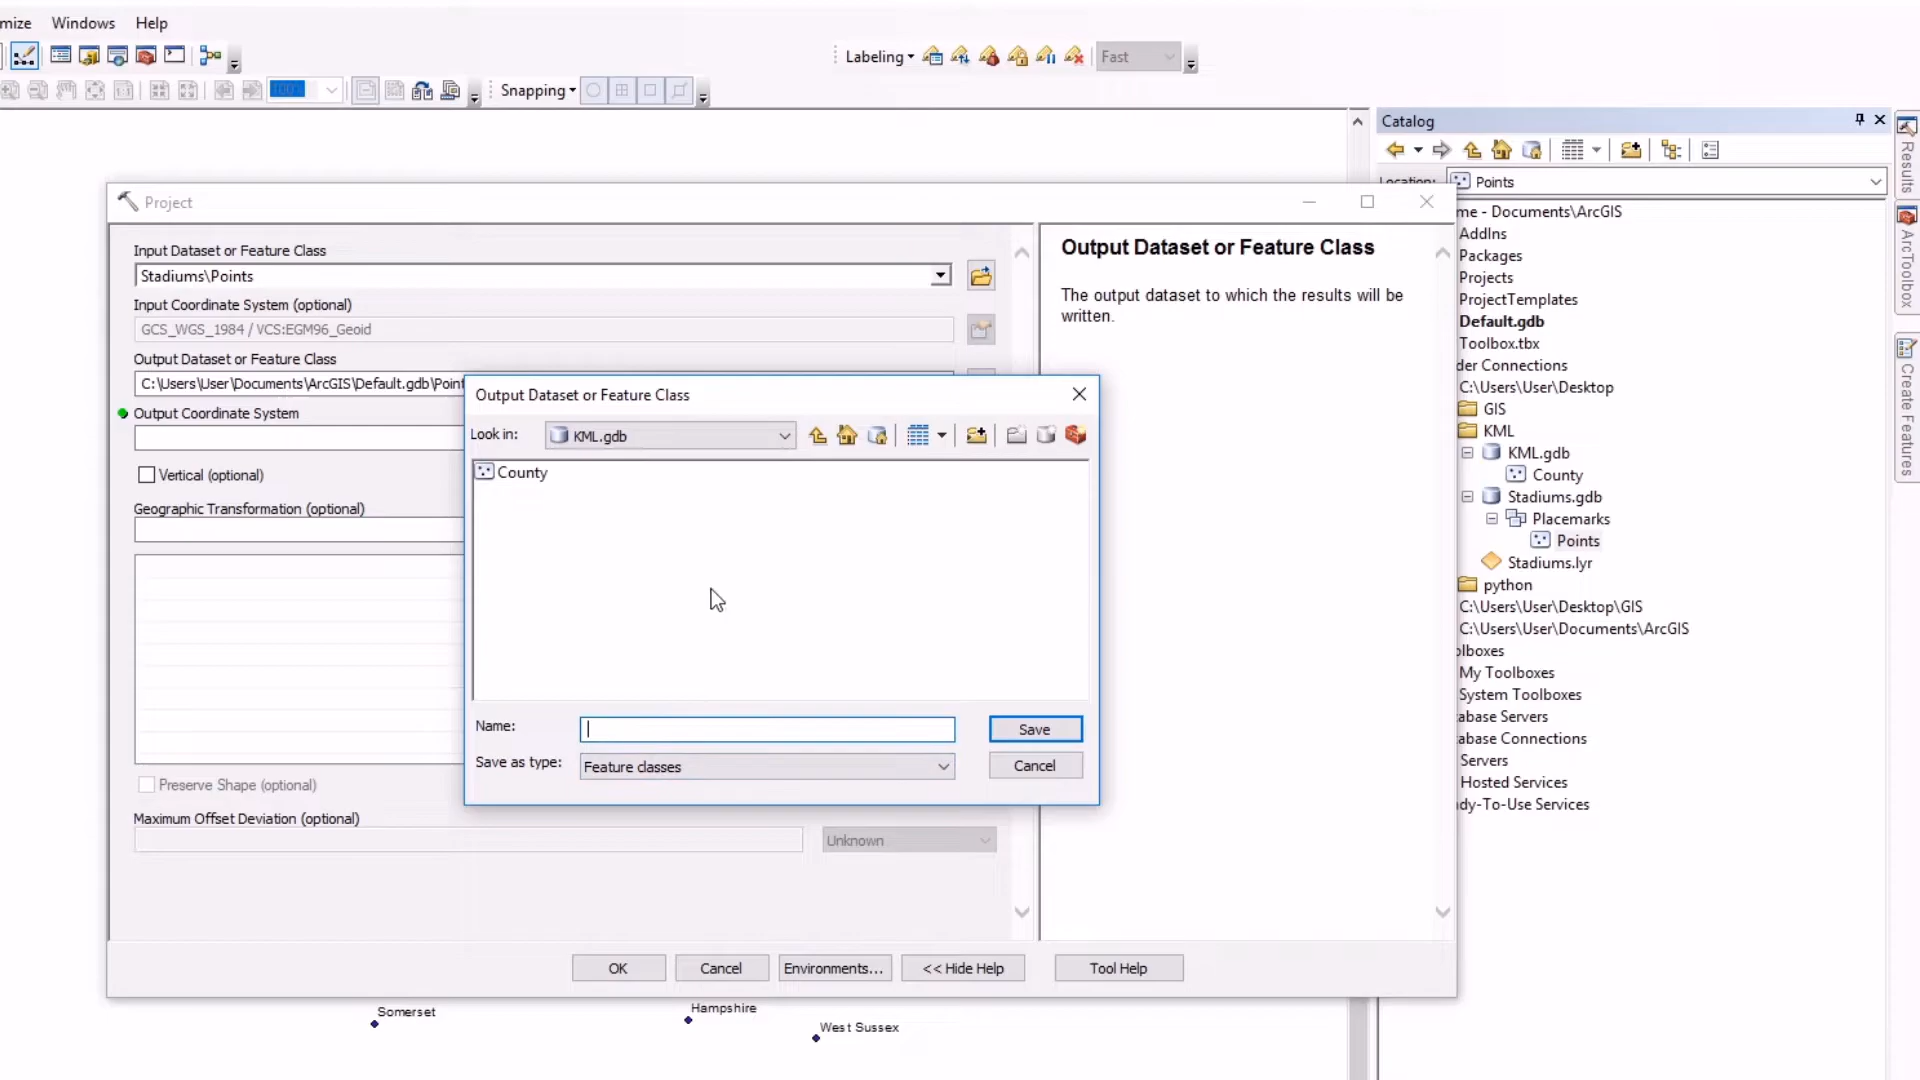 mize Windows Help
Labeling Fast
100%
Snapping
Catalog
Location: Points
Project
Input Dataset or Feature Class
Stadiums\Points
Input Coordinate System (optional)
GCS_WGS_1984 / VCS:EGM96_Geoid
Output Dataset or Feature Class
C:\Users\User\Documents\ArcGIS\Default.gdb\Point
Output Coordinate System
Vertical (optional)
Geographic Transformation (optional)
Preserve Shape (optional)
Maximum Offset Deviation (optional)
Unknown
OK Cancel Environments... << Hide Help Tool Help
Output Dataset or Feature Class
The output dataset to which the results will be
written.
Output Dataset or Feature Class
Look in: KML.gdb
County
Name: Save
Save as type: Feature classes Cancel
me - Documents\ArcGIS
AddIns
Packages
Projects
ProjectTemplates
Default.gdb
Toolbox.tbx
der Connections
C:\Users\User\Desktop
GIS
KML
KML.gdb
County
Stadiums.gdb
Placemarks
Points
Stadiums.lyr
python
C:\Users\User\Desktop\GIS
C:\Users\User\Documents\ArcGIS
olboxes
My Toolboxes
System Toolboxes
abase Servers
abase Connections
Servers
Hosted Services
dy-To-Use Services
Results
ArcToolbox
Create Features
Somerset
Hampshire
West Sussex